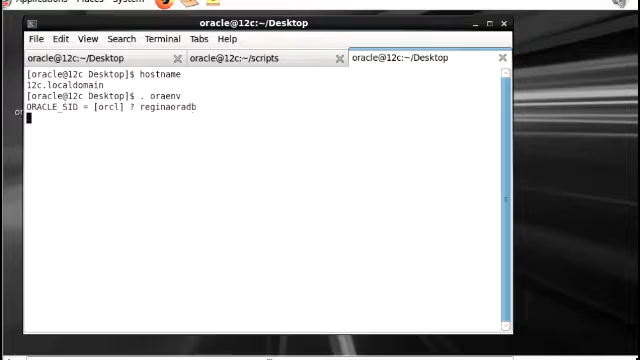 Applications Places System
oracle@12c:~/Desktop
File Edit View Search Terminal Tabs Help
oracle@12c:~/Desktop oracle@12c:~/scripts oracle@12c:~/Desktop
[oracle@12c Desktop]$ hostname
12c.localdomain
[oracle@12c Desktop]$ . oraenv
ORACLE_SID = [orcl] ? reginaoradb
or